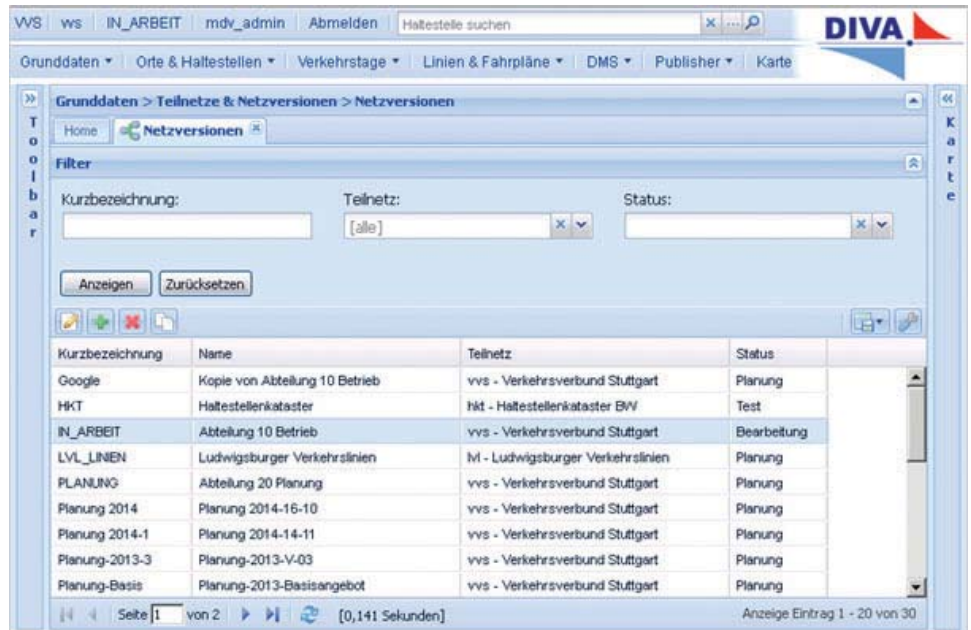 VVS ws IN_ARBEIT mdv_admin Abmelden Haltestelle suchen
DIVA
Grunddaten Orte & Haltestellen Verkehrstage Linien & Fahrpläne DMS Publisher Karte
Toolbar
Grunddaten > Teilnetze & Netzversionen > Netzversionen
Karte
Home Netzversionen
Filter
Kurzbezeichnung: Teilnetz: Status:
[alle]
Anzeigen Zurücksetzen
Kurzbezeichnung Name Teilnetz Status
Google Kopie von Abteilung 10 Betrieb vvs - Verkehrsverbund Stuttgart Planung
HKT Haltestellenkataster hkt - Haltestellenkataster BW Test
IN_ARBEIT Abteilung 10 Betrieb vvs - Verkehrsverbund Stuttgart Bearbeitung
LVL_LINIEN Ludwigsburger Verkehrslinien lvl - Ludwigsburger Verkehrslinien Planung
PLANUNG Abteilung 20 Planung vvs - Verkehrsverbund Stuttgart Planung
Planung 2014 Planung 2014-16-10 vvs - Verkehrsverbund Stuttgart Planung
Planung 2014-1 Planung 2014-14-11 vvs - Verkehrsverbund Stuttgart Planung
Planung-2013-3 Planung-2013-V-03 vvs - Verkehrsverbund Stuttgart Planung
Planung-Basis Planung-2013-Basisangebot vvs - Verkehrsverbund Stuttgart Planung
Seite 1 von 2 [0,141 Sekunden] Anzeige Eintrag 1 - 20 von 30